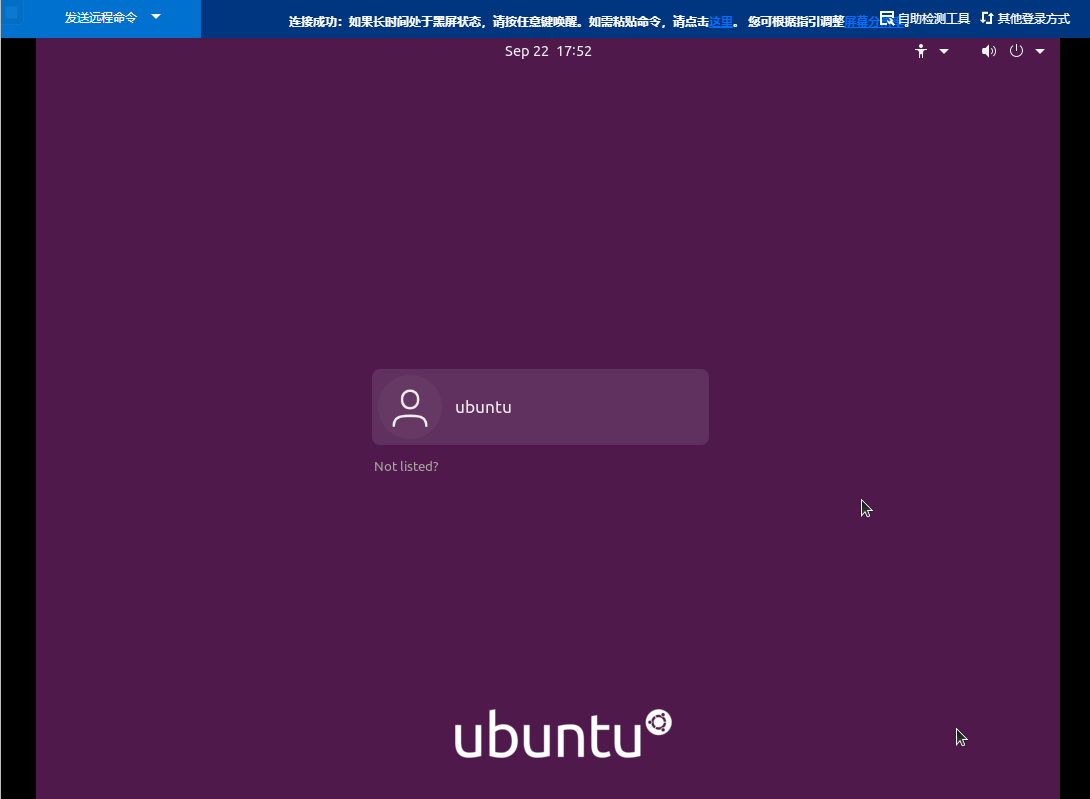 发送远程命令
连接成功：如果长时间处于黑屏状态，请按任意键唤醒。如需粘贴命令，请点击这里。 您可根据指引调整屏幕分
自助检测工具
其他登录方式
Sep 22 17:52
ubuntu
Not listed?
ubuntu